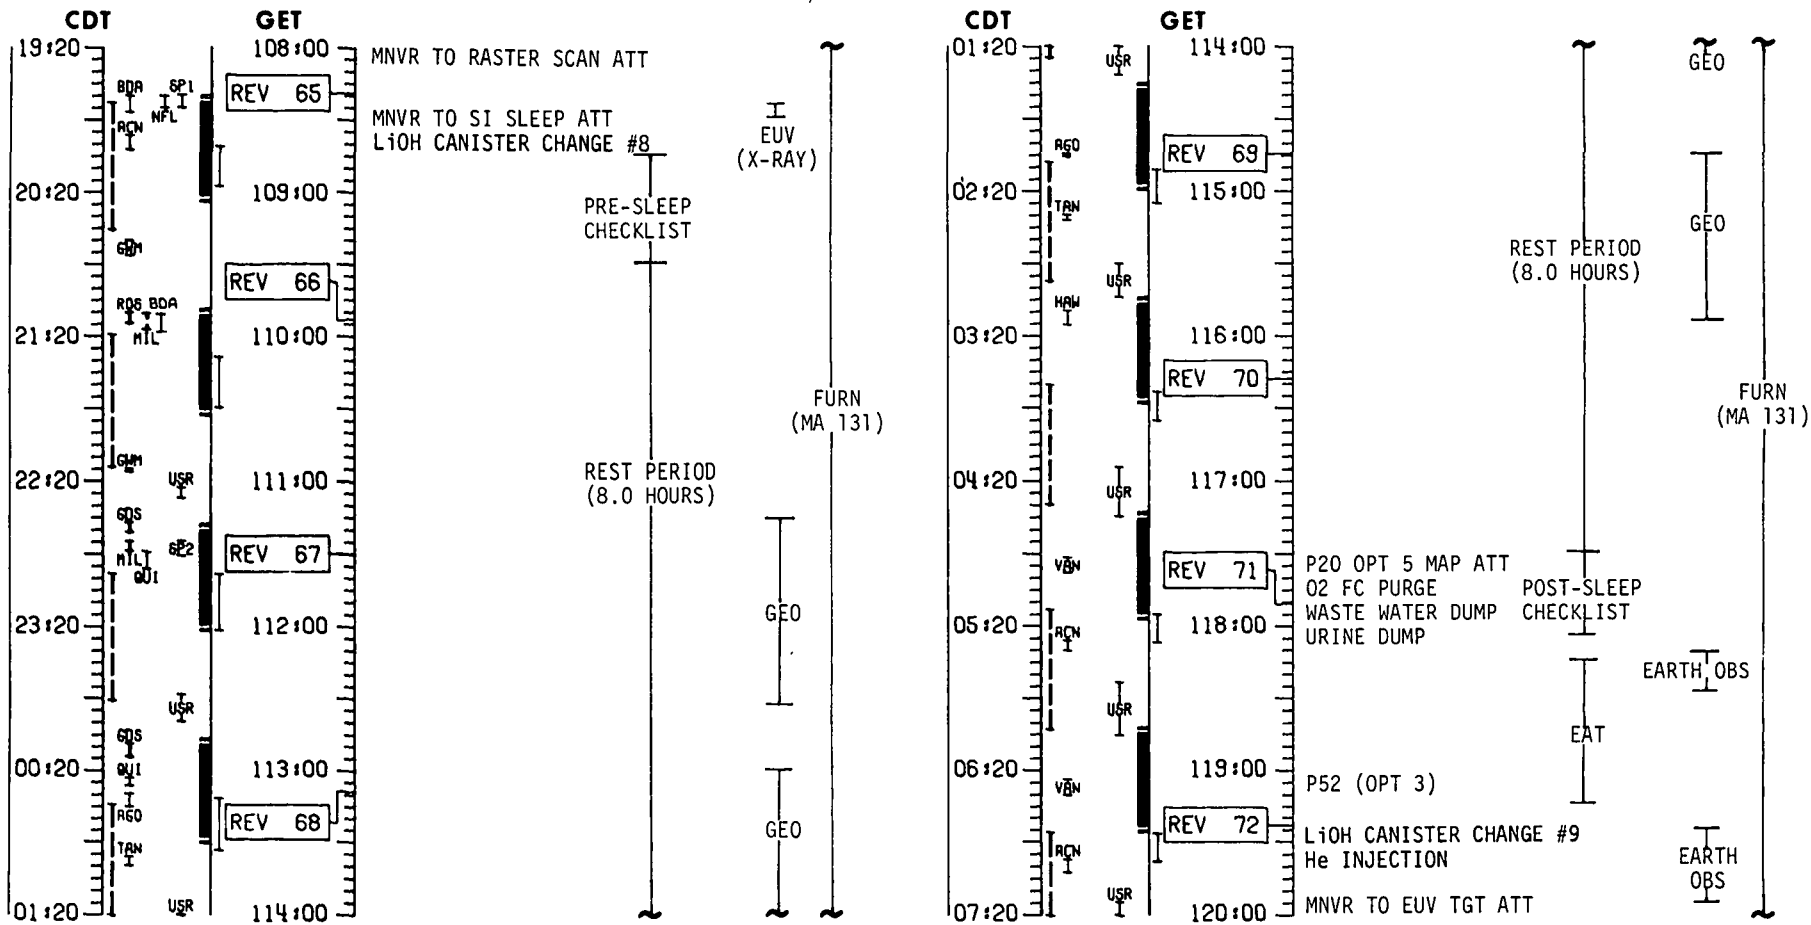 CDT GET
19:20 108:00 MNVR TO RASTER SCAN ATT
BDA SP1
NFL
REV 65
ACN
MNVR TO SI SLEEP ATT
LiOH CANISTER CHANGE #8
EUV
(X-RAY)
20:20 109:00
PRE-SLEEP
CHECKLIST
GWM
REV 66
ROS BDA
MIL
21:20 110:00
FURN
(MA 131)
GWM
22:20 USR 111:00
REST PERIOD
(8.0 HOURS)
GDS
MIL SP2
QUI
REV 67
GEO
23:20 112:00
USR
GDS
00:20 QUI 113:00
AGO
REV 68
GEO
TAN
USR
01:20 114:00
CDT GET
01:20 USR 114:00
GEO
AGO
REV 69
02:20 TAN 115:00
GEO
REST PERIOD
(8.0 HOURS)
USR
HAW
03:20 116:00
REV 70
FURN
(MA 131)
04:20 USR 117:00
VAN
REV 71
P20 OPT 5 MAP ATT
O2 FC PURGE POST-SLEEP
WASTE WATER DUMP CHECKLIST
URINE DUMP
05:20 ACN 118:00
EARTH OBS
USR
EAT
06:20 VAN 119:00
P52 (OPT 3)
REV 72
LiOH CANISTER CHANGE #9
He INJECTION
ACN
EARTH
OBS
USR
07:20 120:00 MNVR TO EUV TGT ATT